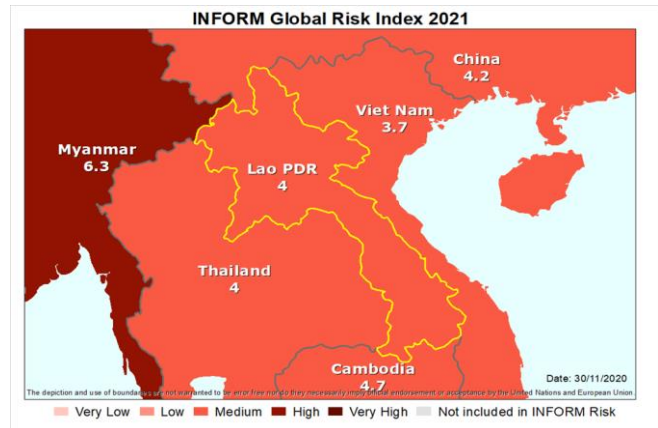 INFORM Global Risk Index 2021
China
4.2
Viet Nam
3.7
Myanmar
6.3
Lao PDR
4
Thailand
4
Cambodia
4.7
Date: 30/11/2020
The depiction and use of boundaries are not warranted to be error free nor do they necessarily imply official endorsement or acceptance by the United Nations and European Union.
Very Low Low Medium High Very High Not included in INFORM Risk